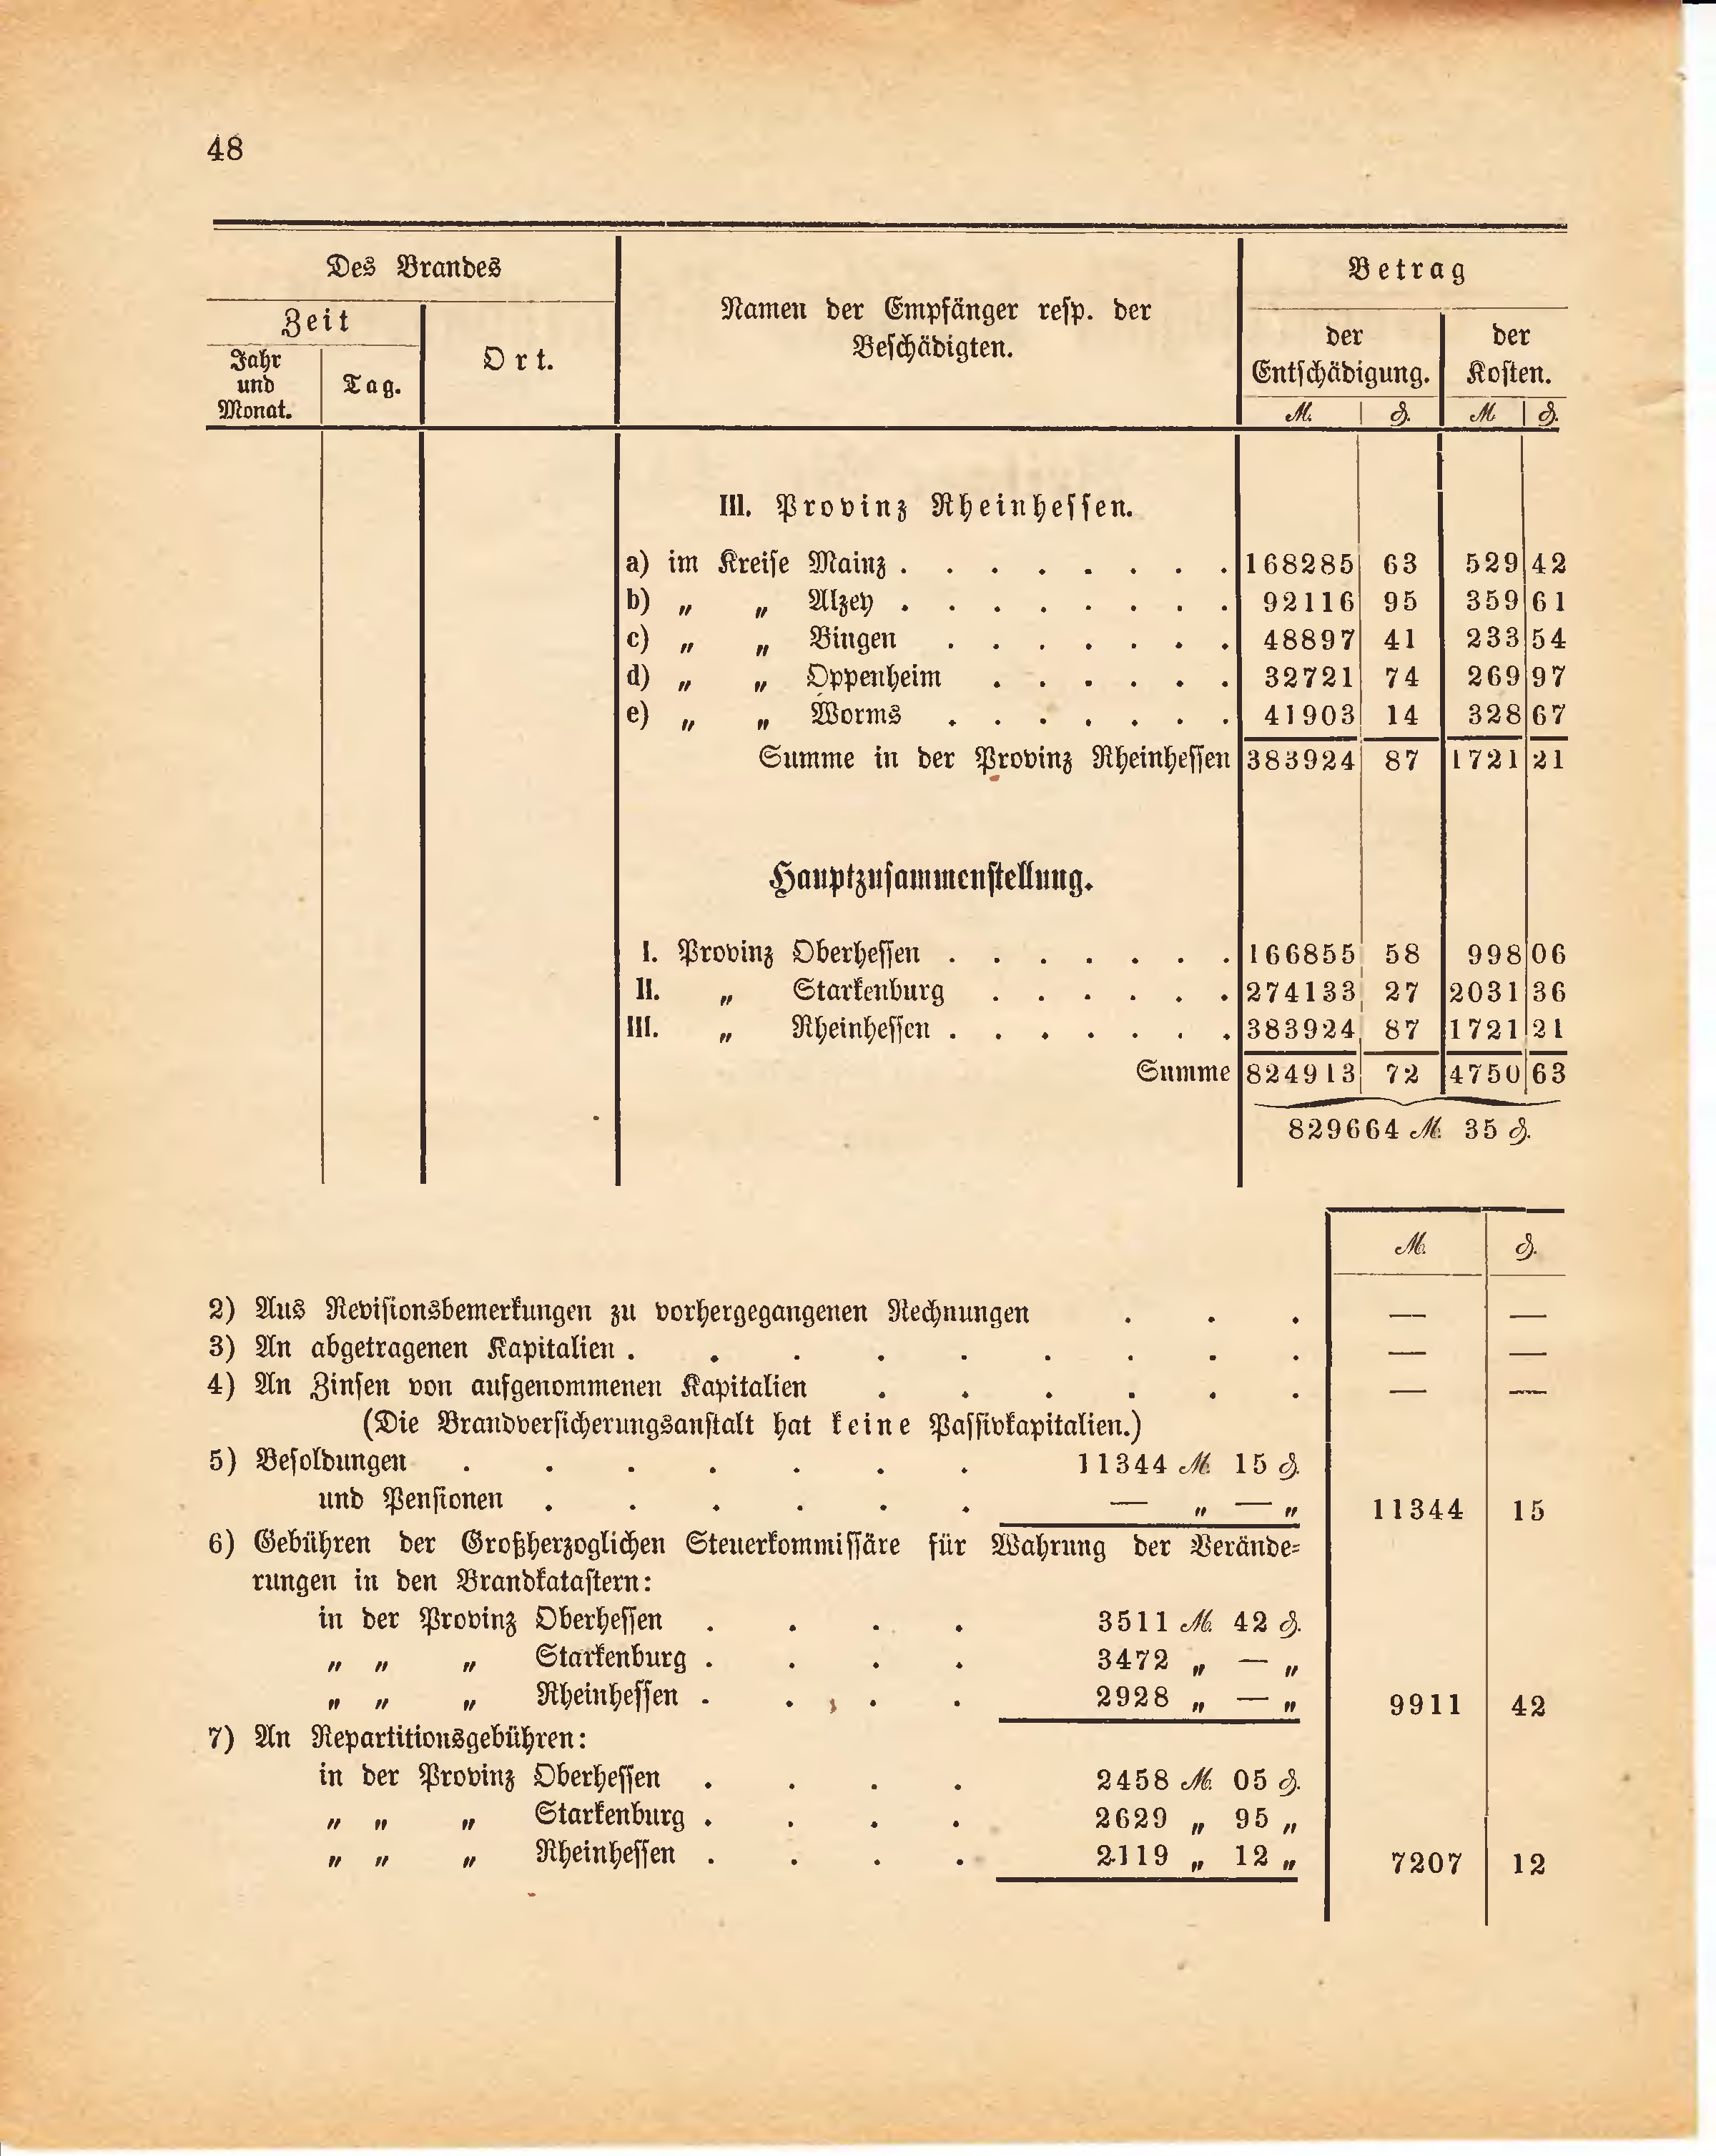 48
Des Brandes
Betrag
Zeit
Namen der Empfänger resp. der
Beschädigten.
der
der
Jahr
und
Monat.
Tag.
Ort.
Entschädigung.
Kosten.
ℳ. | ₰. ℳ | ₰.
III. Provinz Rheinhessen.
a) im Kreise Mainz . . . . . . . . 168285 63 529 42
b) „ „ Alzey . . . . . . . . 92116 95 359 61
c) „ „ Bingen . . . . . . . 48897 41 233 54
d) „ „ Oppenheim . . . . . . 32721 74 269 97
e) „ „ Worms . . . . . . . 41903 14 328 67
Summe in der Provinz Rheinhessen 383924 87 1721 21
Hauptzusammenstellung.
I. Provinz Oberhessen . . . . . . . 166855 58 998 06
II. „ Starkenburg . . . . . . 274133 27 2031 36
III. „ Rheinhessen . . . . . . . 383924 87 1721 21
Summe 824913 72 4750 63
829664 ℳ. 35 ₰.
ℳ. ₰.
2) Aus Revisionsbemerkungen zu vorhergegangenen Rechnungen . . . — —
3) An abgetragenen Kapitalien . . . . . . . . . — —
4) An Zinsen von aufgenommenen Kapitalien . . . . . . — —
(Die Brandversicherungsanstalt hat keine Passivkapitalien.)
5) Besoldungen . . . . . . . 11344 ℳ. 15 ₰.
und Pensionen . . . . . . — „ — „ 11344 15
6) Gebühren der Großherzoglichen Steuerkommissäre für Wahrung der Verände-
rungen in den Brandkatastern:
in der Provinz Oberhessen . . . . 3511 ℳ. 42 ₰.
„ „ „ Starkenburg . . . . 3472 „ — „
„ „ „ Rheinhessen . . . . 2928 „ — „ 9911 42
7) An Repartitionsgebühren:
in der Provinz Oberhessen . . . . 2458 ℳ. 05 ₰.
„ „ „ Starkenburg . . . . 2629 „ 95 „
„ „ „ Rheinhessen . . . . 2119 „ 12 „ 7207 12